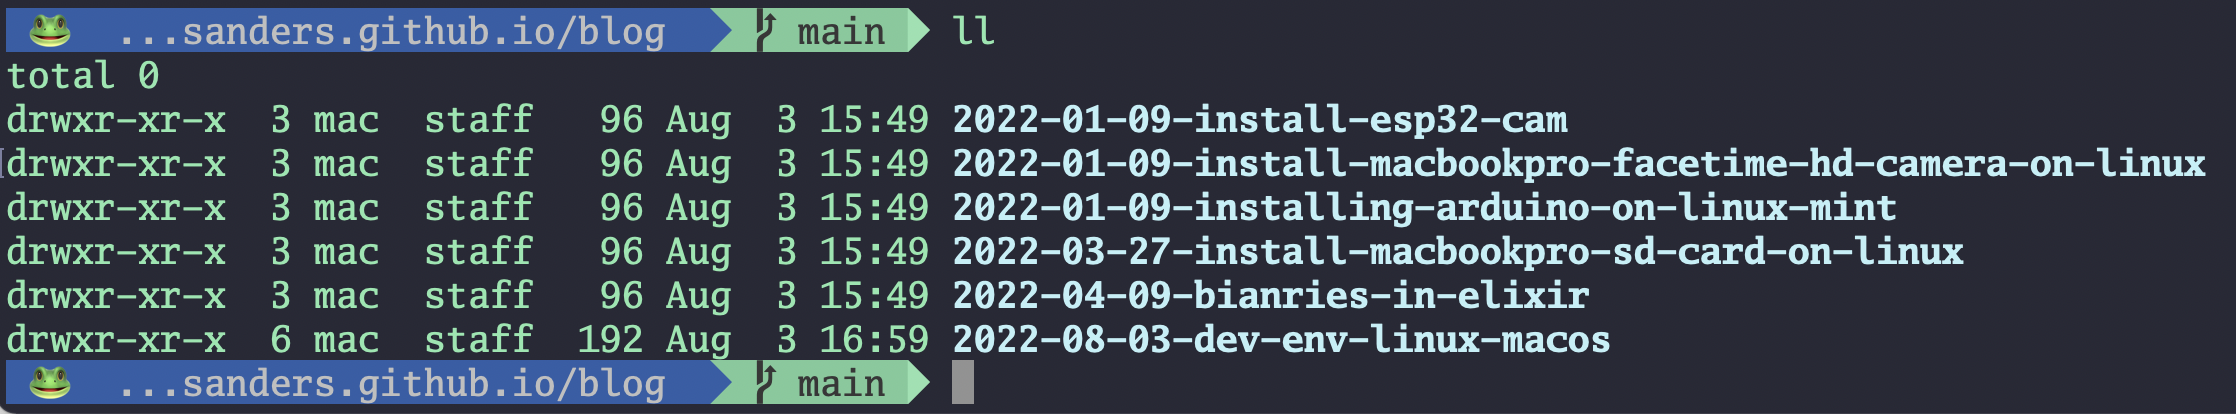 🐸 ...sanders.github.io/blog main ll
total 0
drwxr-xr-x 3 mac staff 96 Aug 3 15:49 2022-01-09-install-esp32-cam
drwxr-xr-x 3 mac staff 96 Aug 3 15:49 2022-01-09-install-macbookpro-facetime-hd-camera-on-linux
drwxr-xr-x 3 mac staff 96 Aug 3 15:49 2022-01-09-installing-arduino-on-linux-mint
drwxr-xr-x 3 mac staff 96 Aug 3 15:49 2022-03-27-install-macbookpro-sd-card-on-linux
drwxr-xr-x 3 mac staff 96 Aug 3 15:49 2022-04-09-bianries-in-elixir
drwxr-xr-x 6 mac staff 192 Aug 3 16:59 2022-08-03-dev-env-linux-macos
🐸 ...sanders.github.io/blog main